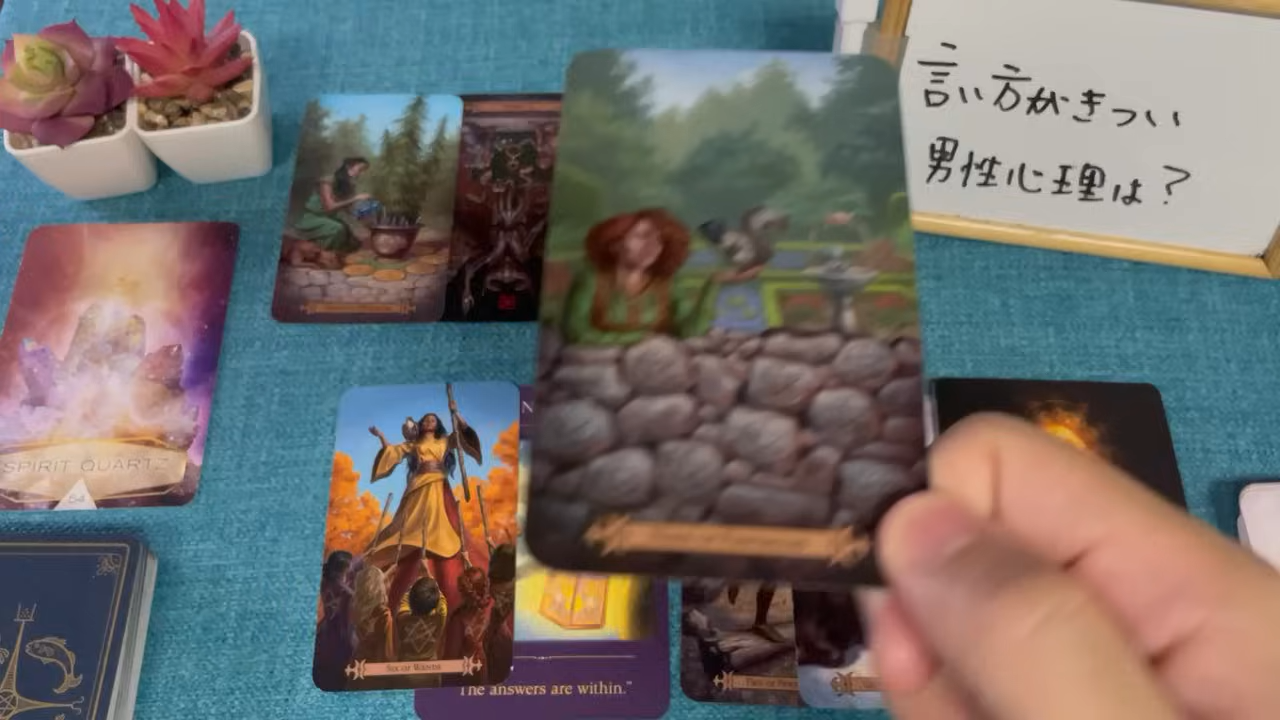 言い方がきつい
男性心理は?
SPIRIT QUARTZ
54
Six of Wands
N
The answers are within."